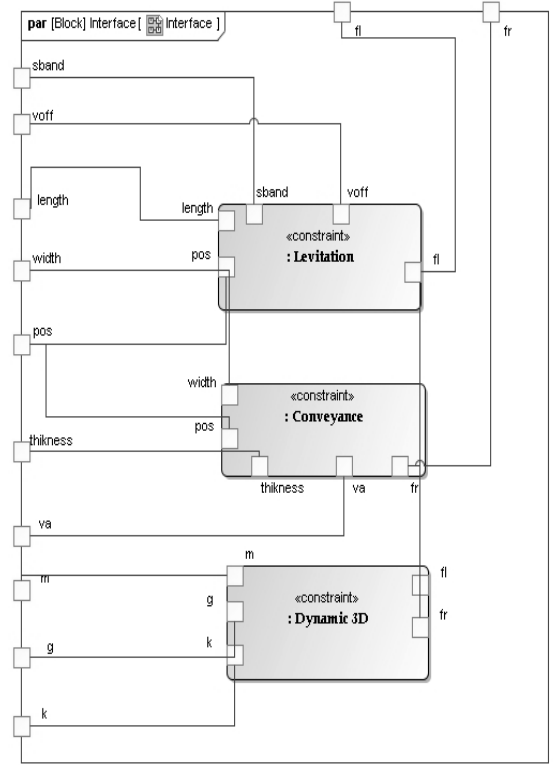 par [Block] Interface [ Interface ]
fl
fr
sband
voff
length
sband
voff
length
«constraint»
: Levitation
pos
width
fl
pos
width
«constraint»
: Conveyance
pos
thikness
thikness
va
fr
va
m
m
fl
«constraint»
g
fr
: Dynamic 3D
k
g
k